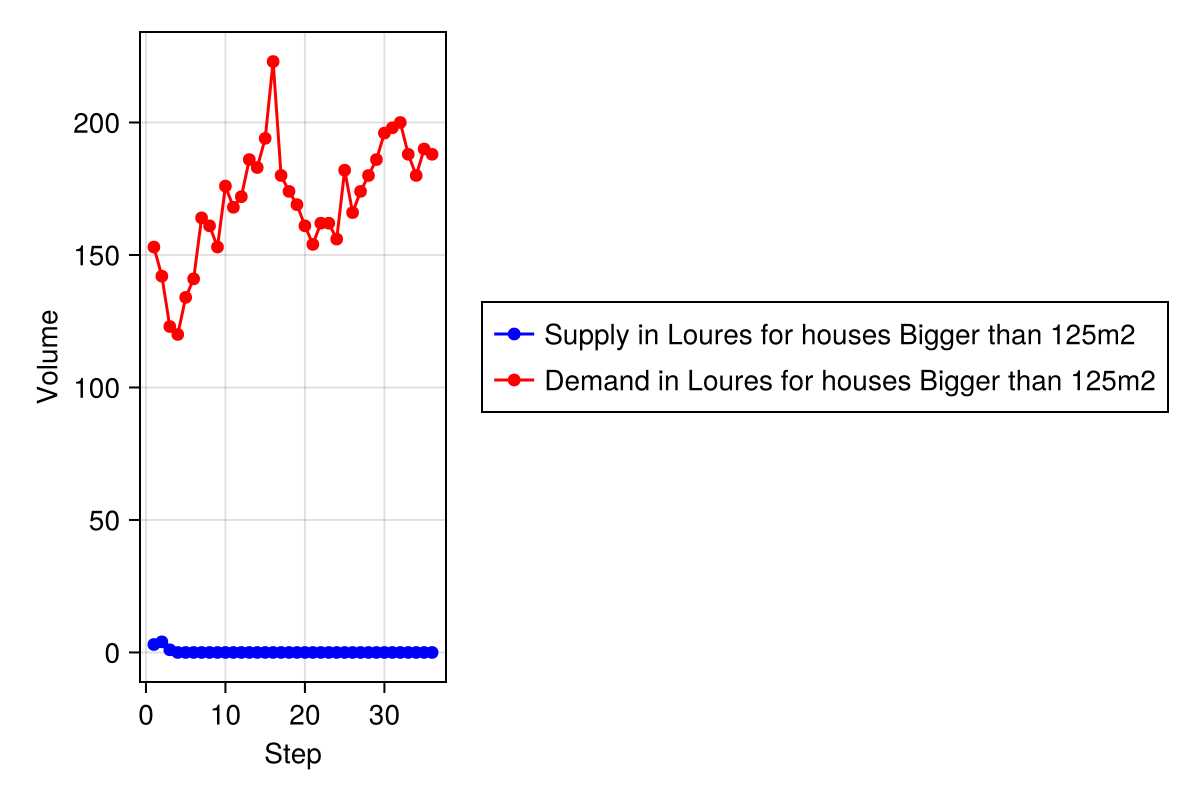 200
150
100
50
0
Volume
0 10 20 30
Step
Supply in Loures for houses Bigger than 125m2
Demand in Loures for houses Bigger than 125m2